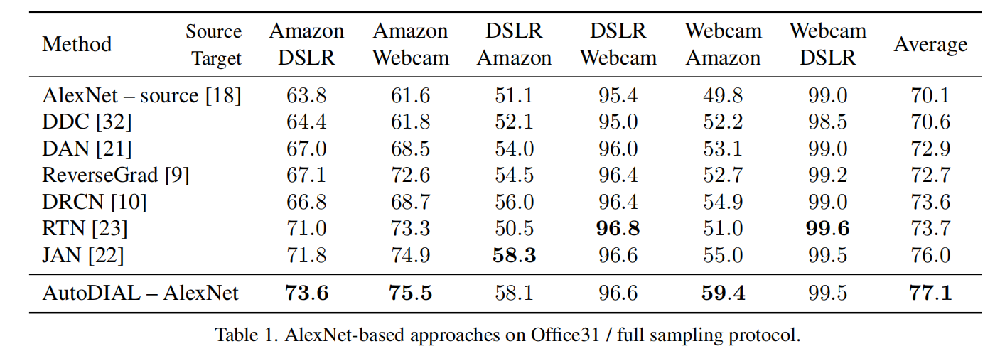 Method Source Target Amazon DSLR Amazon Webcam DSLR Amazon DSLR Webcam Webcam Amazon Webcam DSLR Average
AlexNet – source [18] 63.8 61.6 51.1 95.4 49.8 99.0 70.1
DDC [32] 64.4 61.8 52.1 95.0 52.2 98.5 70.6
DAN [21] 67.0 68.5 54.0 96.0 53.1 99.0 72.9
ReverseGrad [9] 67.1 72.6 54.5 96.4 52.7 99.2 72.7
DRCN [10] 66.8 68.7 56.0 96.4 54.9 99.0 73.6
RTN [23] 71.0 73.3 50.5 96.8 51.0 99.6 73.7
JAN [22] 71.8 74.9 58.3 96.6 55.0 99.5 76.0
AutoDIAL – AlexNet 73.6 75.5 58.1 96.6 59.4 99.5 77.1
Table 1. AlexNet-based approaches on Office31 / full sampling protocol.